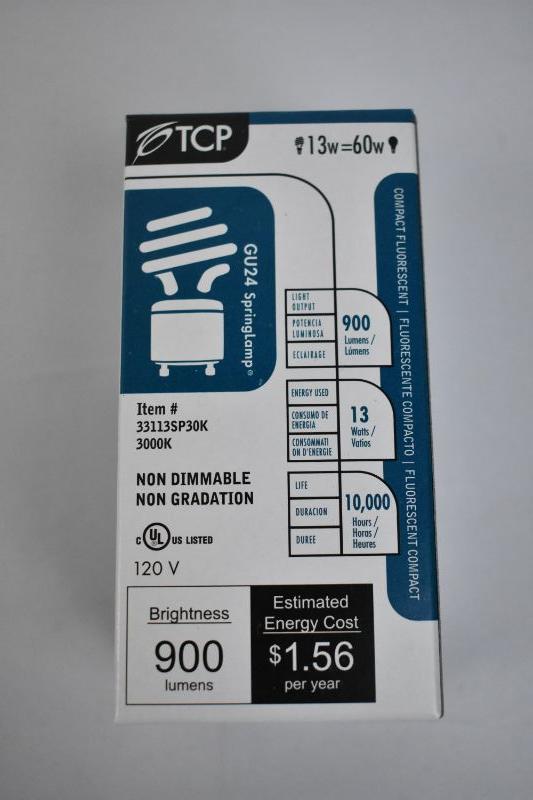 TCP
13w=60w
COMPACT FLUORESCENT | FLUORESCENTE COMPACTO | FLUORESCENT COMPACT
GU24 SpringLamp®
LIGHT
OUTPUT
POTENCIA
LUMINOSA
ECLAIRAGE
900
Lumens /
Lúmens
ENERGY USED
CONSUMO DE
ENERGIA
CONSOMMATI
ON D'ENERGIE
13
Watts /
Vatios
LIFE
DURACION
DUREE
10,000
Hours /
Horas /
Heures
Item #
33113SP30K
3000K
NON DIMMABLE
NON GRADATION
C UL US LISTED
120 V
Brightness
900
lumens
Estimated
Energy Cost
$1.56
per year